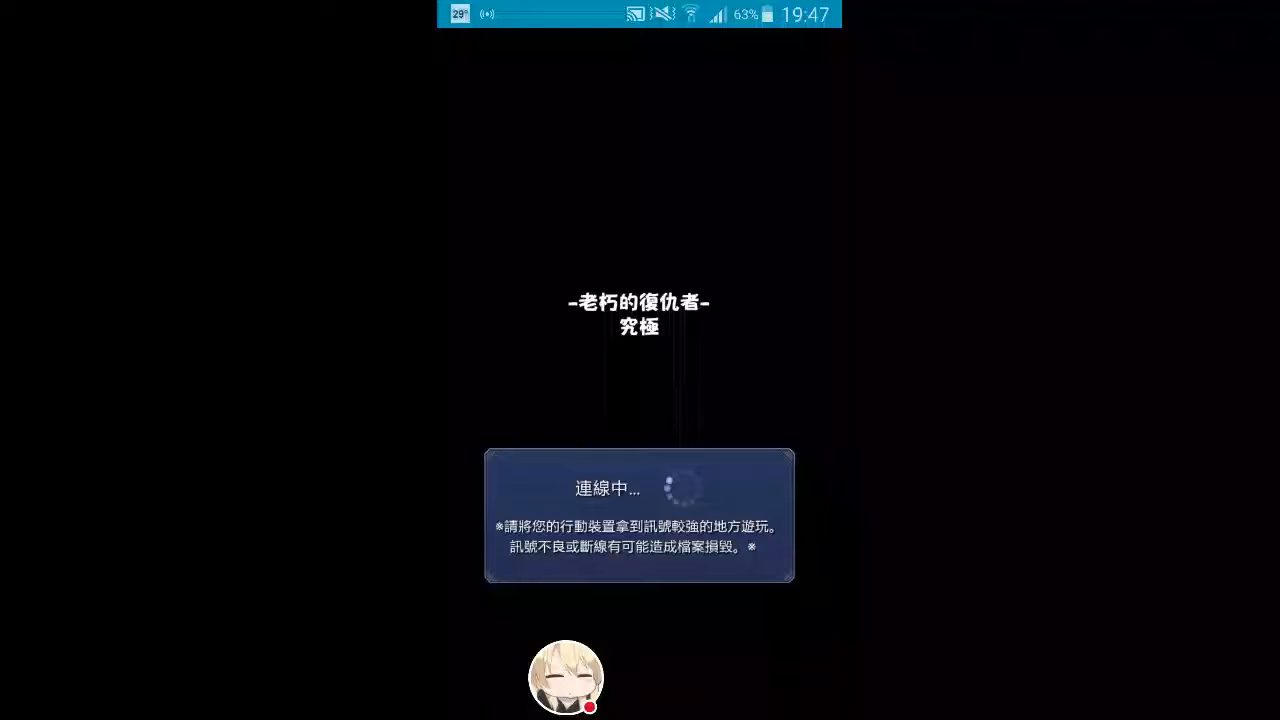 29° 63% 19:47
-老朽的復仇者-
究極
連線中...
※請將您的行動裝置拿到訊號較強的地方遊玩。
訊號不良或斷線有可能造成檔案損毀。※